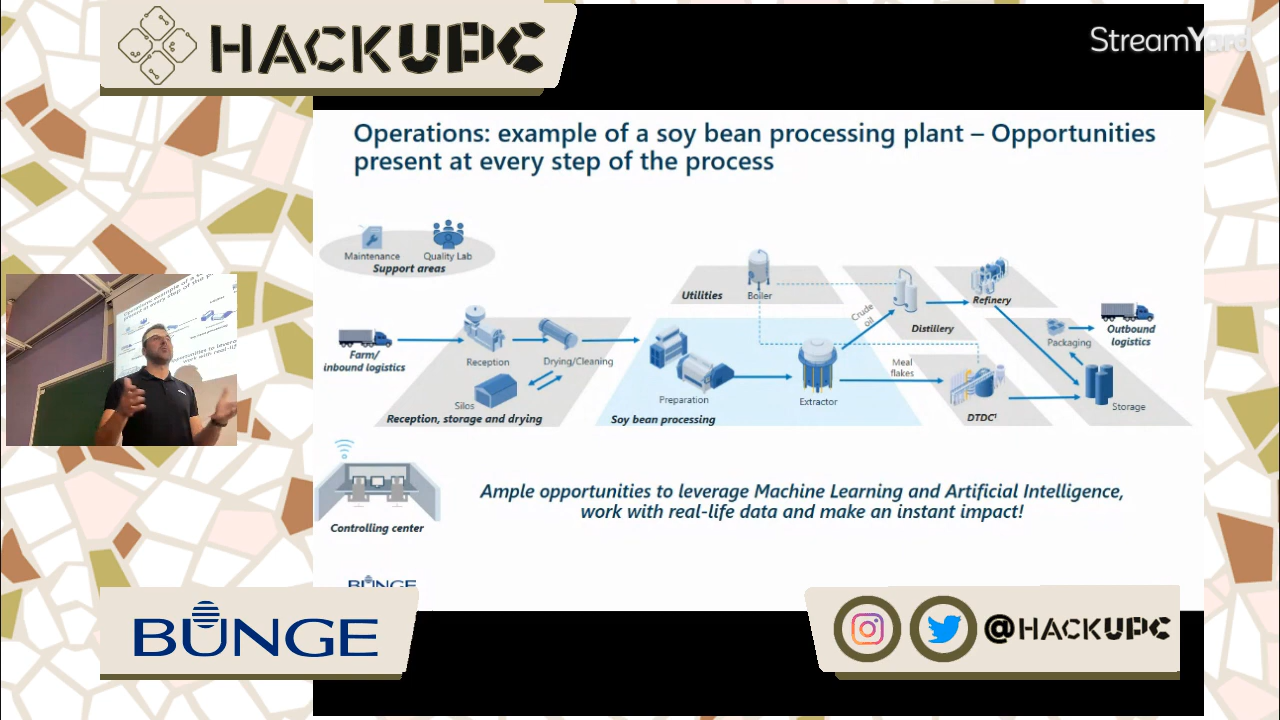 HACKUPC
StreamYard
Operations: example of a soy bean processing plant – Opportunities
present at every step of the process
Maintenance
Quality Lab
Support areas
Utilities
Boiler
Refinery
Crude
oil
Distillery
Packaging
Outbound
logistics
Farm/
inbound logistics
Reception
Drying/Cleaning
Silos
Reception, storage and drying
Preparation
Soy bean processing
Extractor
Meal
flakes
DTDC¹
Storage
Controlling center
Ample opportunities to leverage Machine Learning and Artificial Intelligence,
work with real-life data and make an instant impact!
BUNGE
BUNGE
@HACKUPC